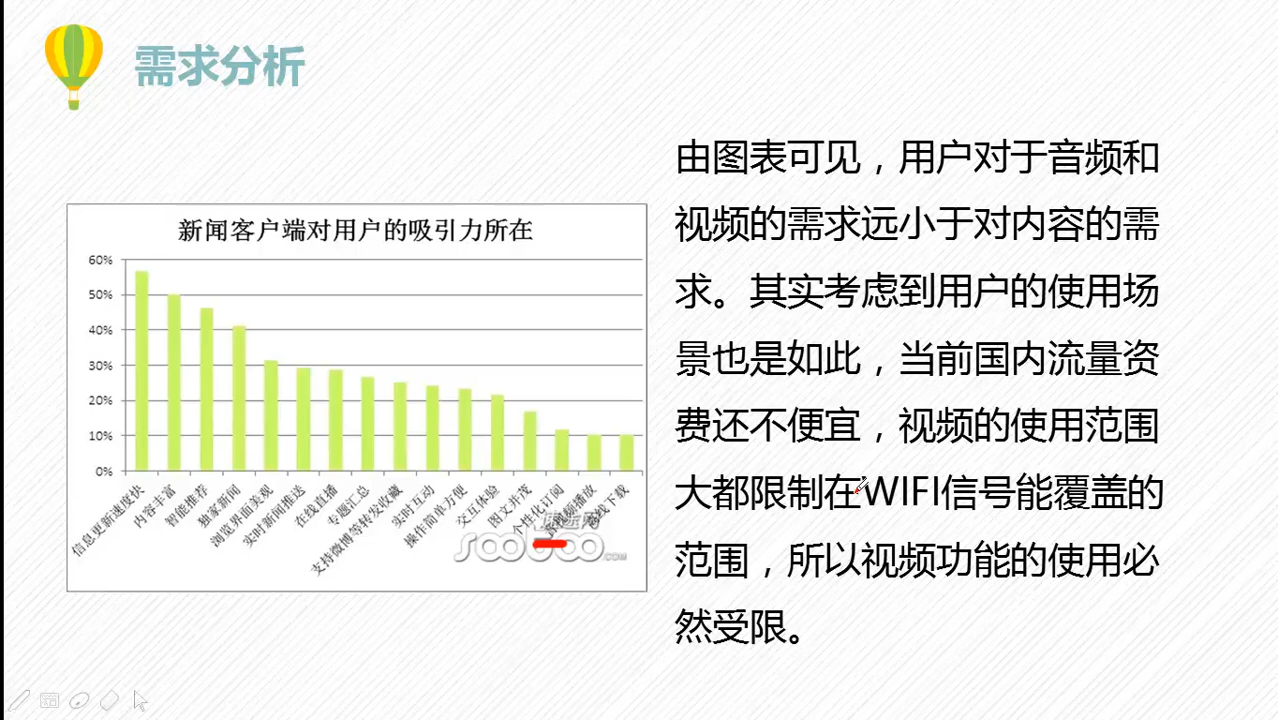 需求分析
由图表可见，用户对于音频和
视频的需求远小于对内容的需
求。其实考虑到用户的使用场
景也是如此，当前国内流量资
费还不便宜，视频的使用范围
大都限制在WIFI信号能覆盖的
范围，所以视频功能的使用必
然受限。
新闻客户端对用户的吸引力所在
60%
50%
40%
30%
20%
10%
0%
信息更新速度快
内容丰富
智能推荐
独家新闻
浏览界面美观
实时新闻推送
在线直播
专题汇总
支持微博等转发收藏
实时互动
操作简单方便
交互体验
图文并茂
个性化订阅